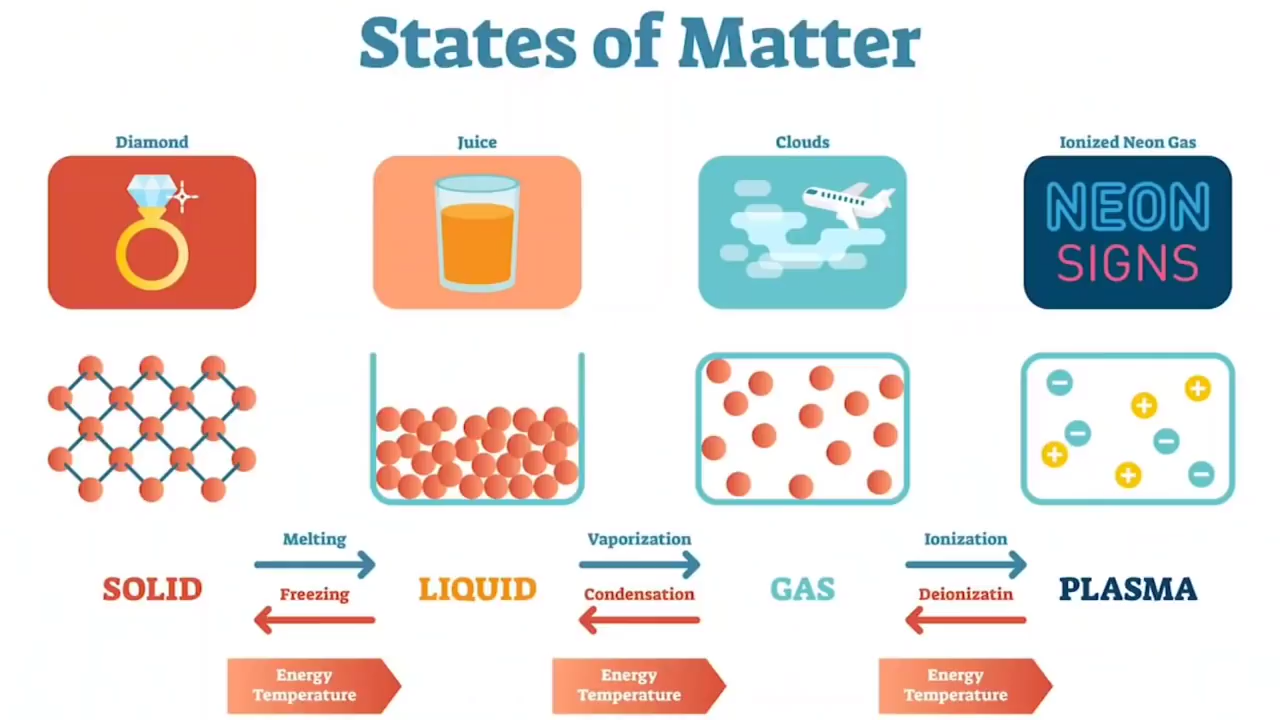 States of Matter
Diamond
Juice
Clouds
Ionized Neon Gas
NEON
SIGNS
Melting
Vaporization
Ionization
SOLID
Freezing
LIQUID
Condensation
GAS
Deionizatin
PLASMA
Energy
Temperature
Energy
Temperature
Energy
Temperature